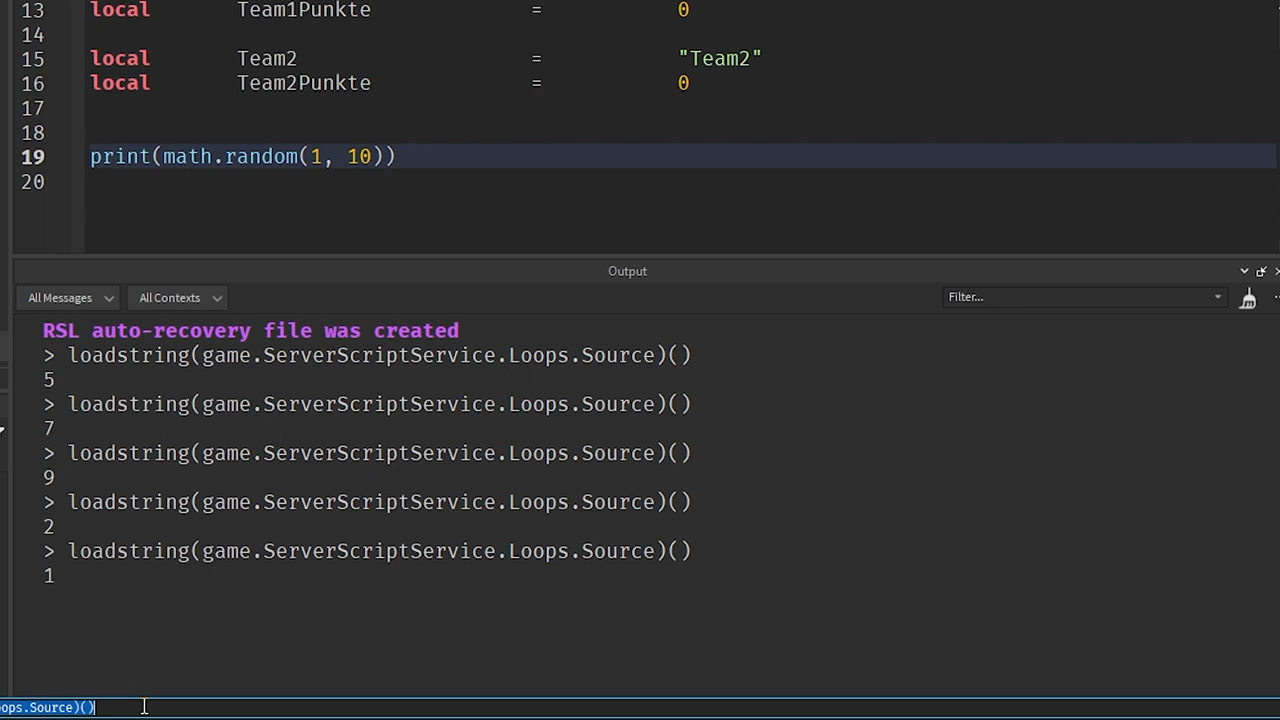 13 local Team1Punkte = 0
14
15 local Team2 = "Team2"
16 local Team2Punkte = 0
17
18
19 print(math.random(1, 10))
20
Output
All Messages All Contexts Filter...
RSL auto-recovery file was created
> loadstring(game.ServerScriptService.Loops.Source)()
5
> loadstring(game.ServerScriptService.Loops.Source)()
7
> loadstring(game.ServerScriptService.Loops.Source)()
9
> loadstring(game.ServerScriptService.Loops.Source)()
2
> loadstring(game.ServerScriptService.Loops.Source)()
1
oops.Source)()